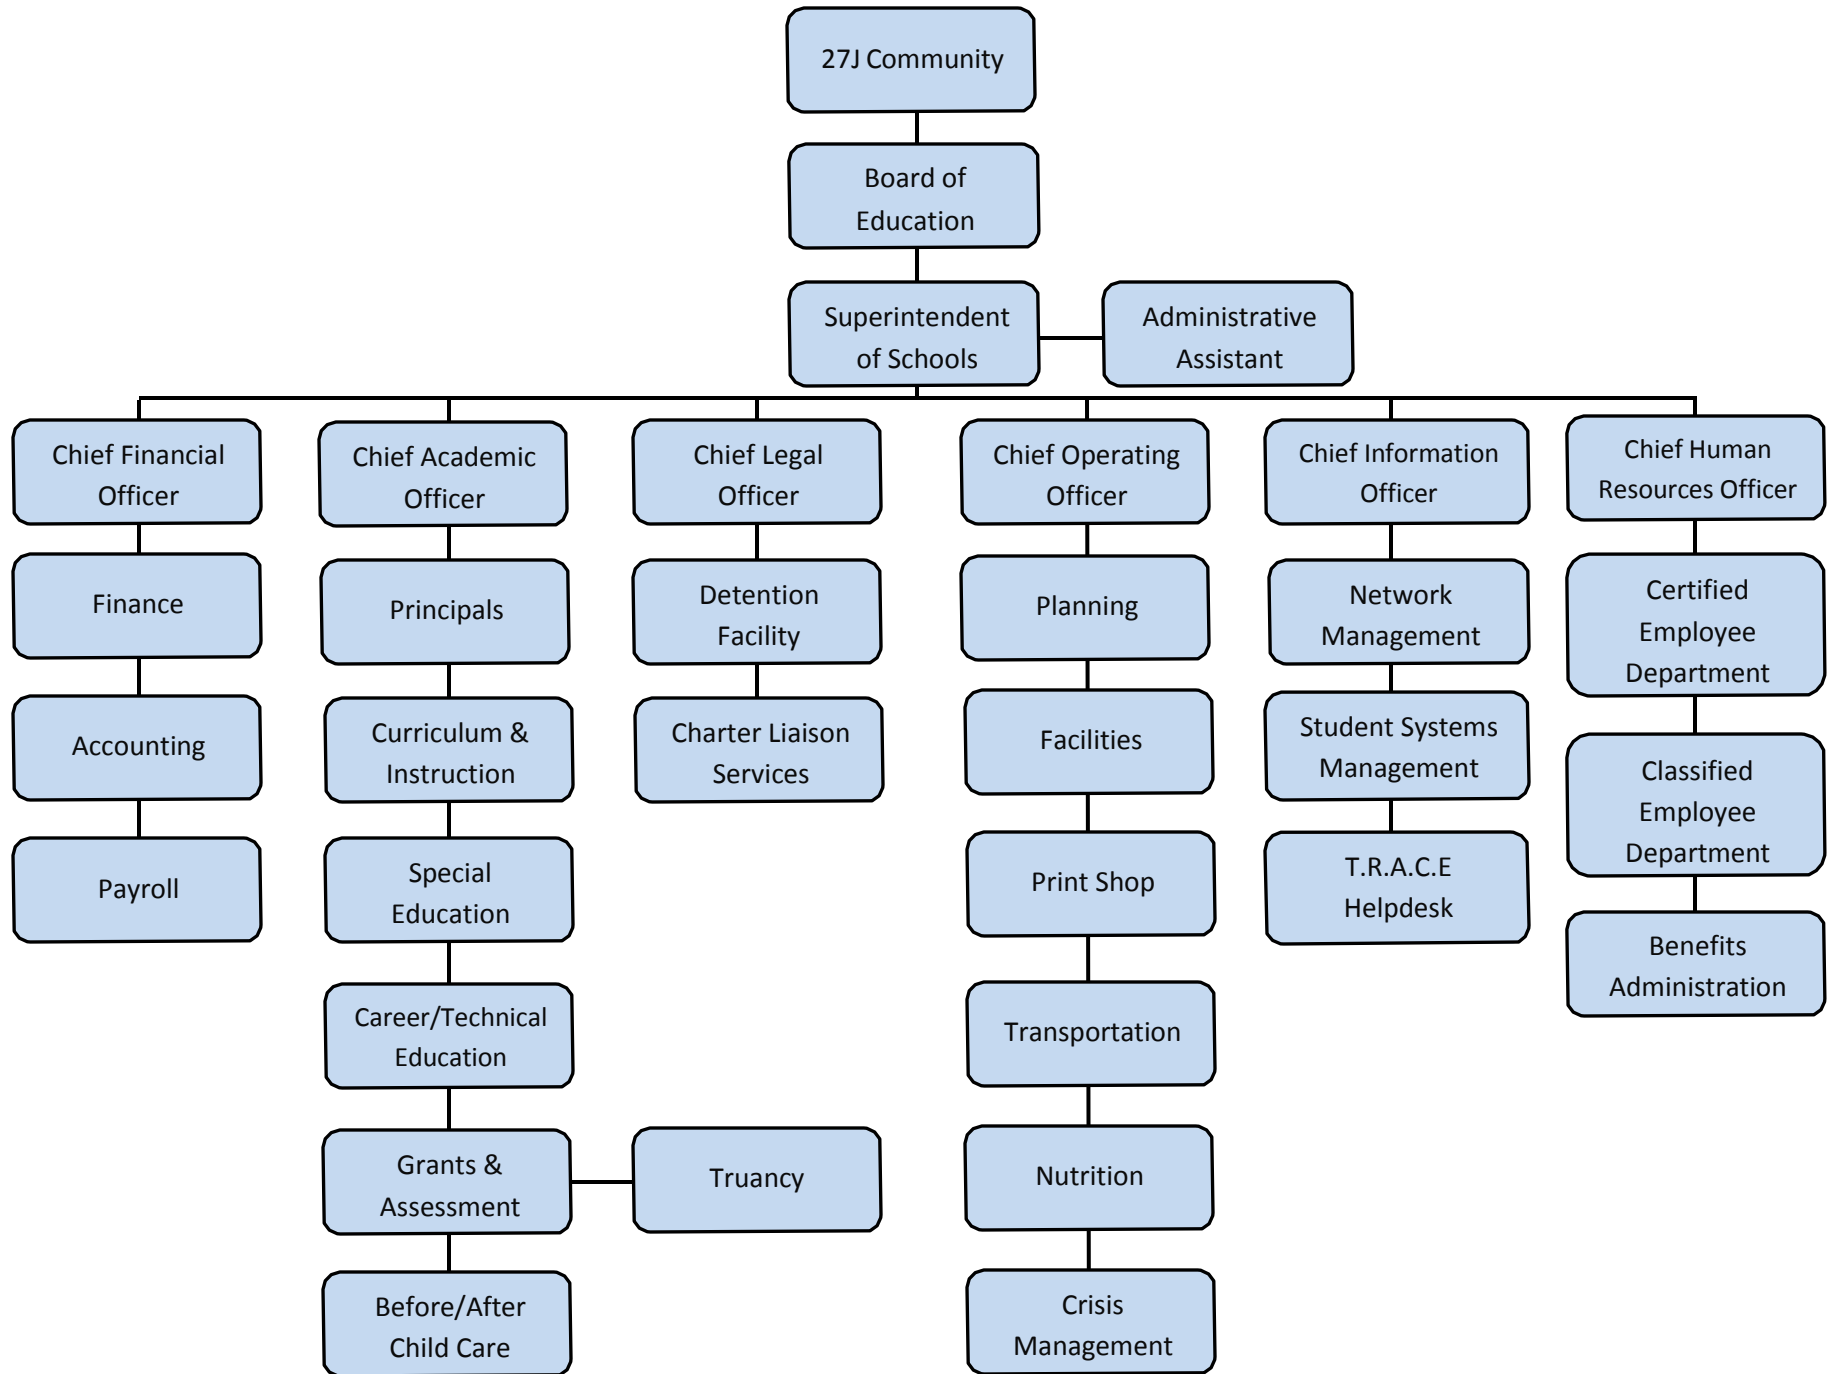 27J Community
Board of
Education
Superintendent
of Schools
Administrative
Assistant
Chief Financial
Officer
Chief Academic
Officer
Chief Legal
Officer
Chief Operating
Officer
Chief Information
Officer
Chief Human
Resources Officer
Finance
Accounting
Payroll
Principals
Curriculum &
Instruction
Special
Education
Career/Technical
Education
Grants &
Assessment
Truancy
Before/After
Child Care
Detention
Facility
Charter Liaison
Services
Planning
Facilities
Print Shop
Transportation
Nutrition
Crisis
Management
Network
Management
Student Systems
Management
T.R.A.C.E
Helpdesk
Certified
Employee
Department
Classified
Employee
Department
Benefits
Administration